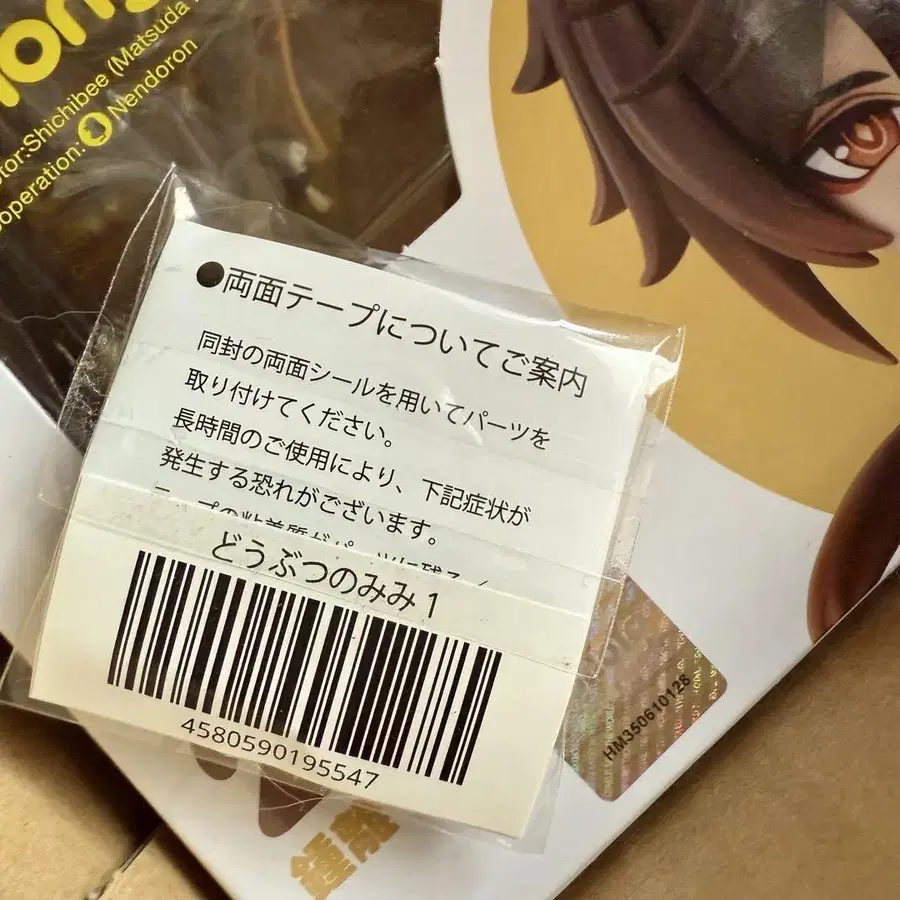 Shichibee (Matsuda
Nendoron
●両面テープについてご案内
同封の両面シールを用いてパーツを
取り付けてください。
長時間のご使用により、下記症状が
発生する恐れがございます。
どうぶつのみみ1
4580590195547
HM350610128
鍾離